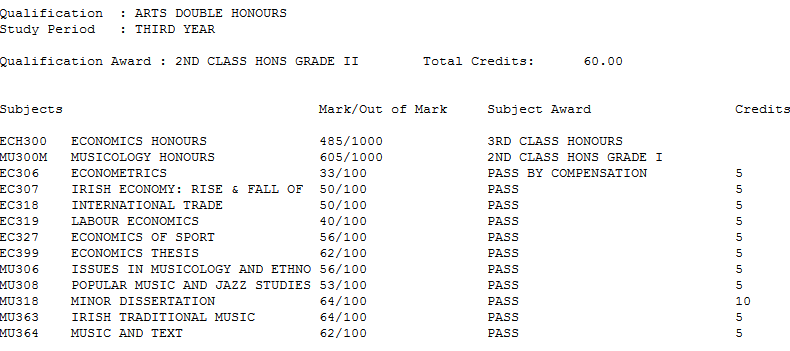 Qualification : ARTS DOUBLE HONOURS
Study Period : THIRD YEAR
Qualification Award : 2ND CLASS HONS GRADE II Total Credits: 60.00
Subjects Mark/Out of Mark Subject Award Credits
ECH300 ECONOMICS HONOURS 485/1000 3RD CLASS HONOURS
MU300M MUSICOLOGY HONOURS 605/1000 2ND CLASS HONS GRADE I
EC306 ECONOMETRICS 33/100 PASS BY COMPENSATION 5
EC307 IRISH ECONOMY: RISE & FALL OF 50/100 PASS 5
EC318 INTERNATIONAL TRADE 50/100 PASS 5
EC319 LABOUR ECONOMICS 40/100 PASS 5
EC327 ECONOMICS OF SPORT 56/100 PASS 5
EC399 ECONOMICS THESIS 62/100 PASS 5
MU306 ISSUES IN MUSICOLOGY AND ETHNO 56/100 PASS 5
MU308 POPULAR MUSIC AND JAZZ STUDIES 53/100 PASS 5
MU318 MINOR DISSERTATION 64/100 PASS 10
MU363 IRISH TRADITIONAL MUSIC 64/100 PASS 5
MU364 MUSIC AND TEXT 62/100 PASS 5